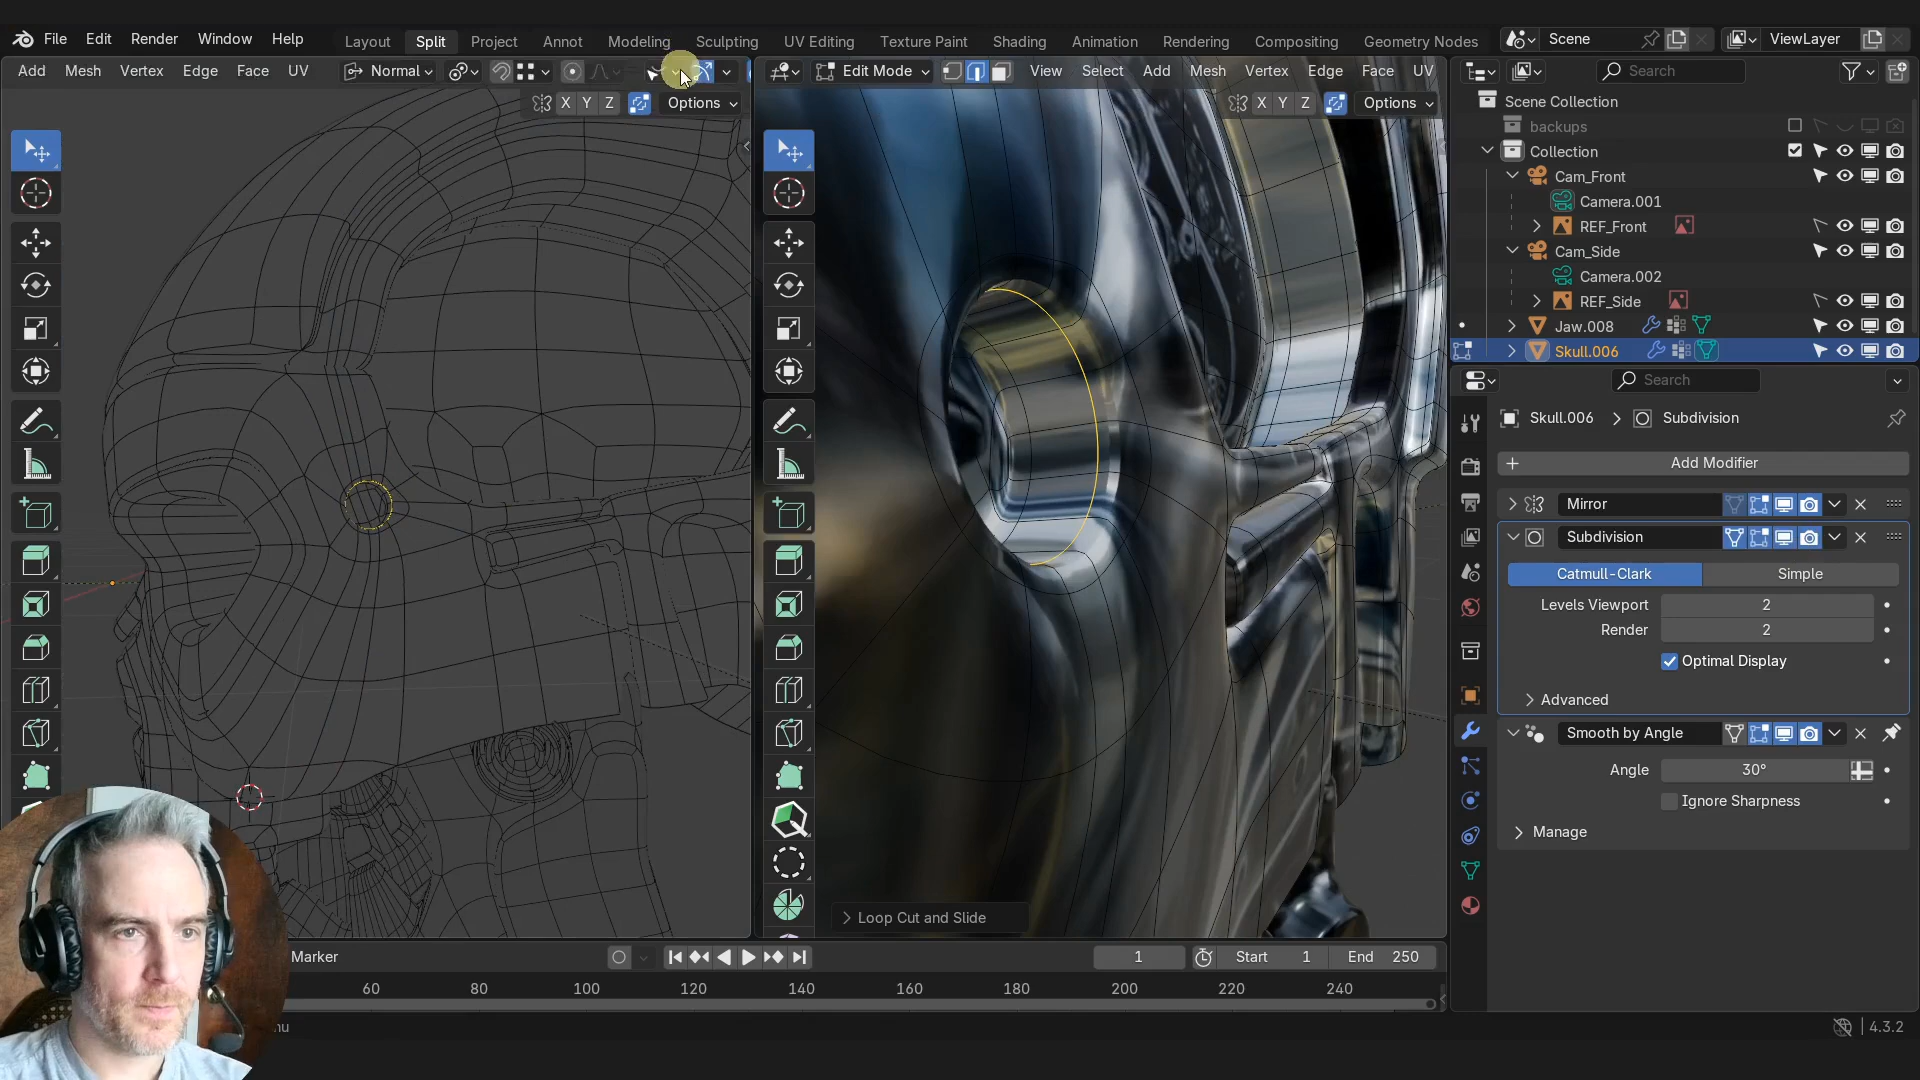 File Edit Render Window Help Layout Split Project Annot Modeling Sculpting UV Editing Texture Paint Shading Animation Rendering Compositing Geometry Nodes Scene ViewLayer
Add Mesh Vertex Edge Face UV Normal Edit Mode View Select Add Mesh Vertex Edge Face UV Search
X Y Z Options X Y Z Options
Scene Collection
backups
Collection
Cam_Front
Camera.001
REF_Front
Cam_Side
Camera.002
REF_Side
Jaw.008
Skull.006
Search
Skull.006 Subdivision
Add Modifier
Mirror
Subdivision
Catmull-Clark Simple
Levels Viewport 2
Render 2
Optimal Display
Advanced
Smooth by Angle
Angle 30°
Ignore Sharpness
Manage
Loop Cut and Slide
Marker 1 Start 1 End 250
60 80 100 120 140 160 180 200 220 240
nu 4.3.2